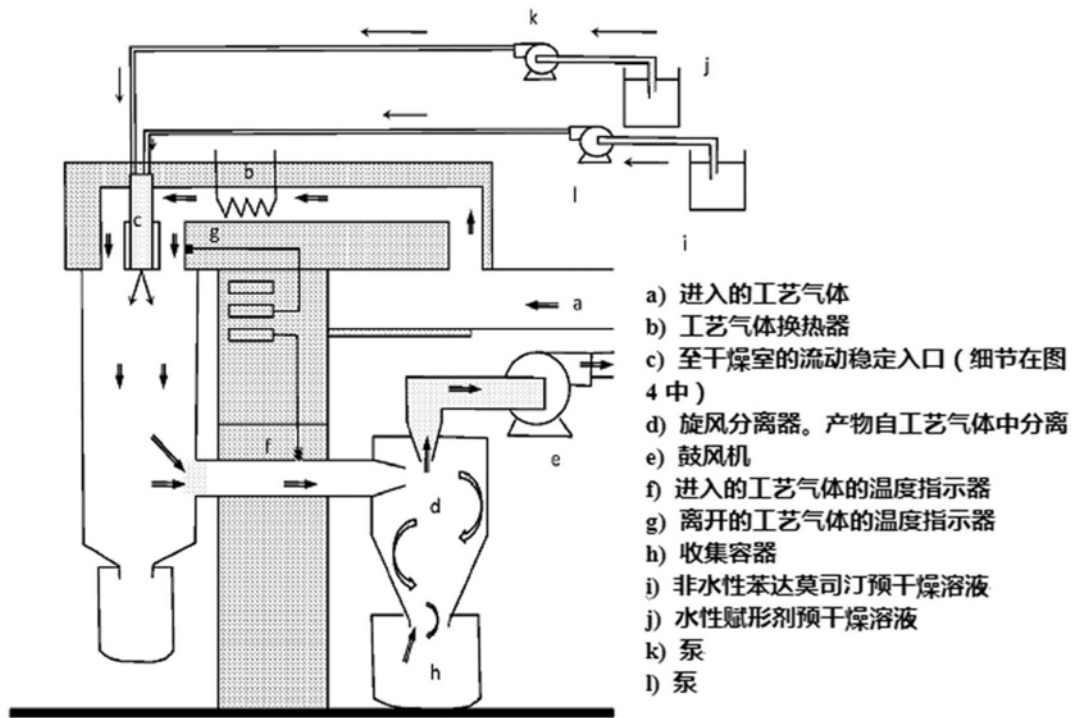 k
j
l
i
b
c
g
a
f
e
d
h
a) 进入的工艺气体
b) 工艺气体换热器
c) 至干燥室的流动稳定入口（细节在图
4 中）
d) 旋风分离器。产物自工艺气体中分离
e) 鼓风机
f) 进入的工艺气体的温度指示器
g) 离开的工艺气体的温度指示器
h) 收集容器
i) 非水性苯达莫司汀预干燥溶液
j) 水性赋形剂预干燥溶液
k) 泵
l) 泵